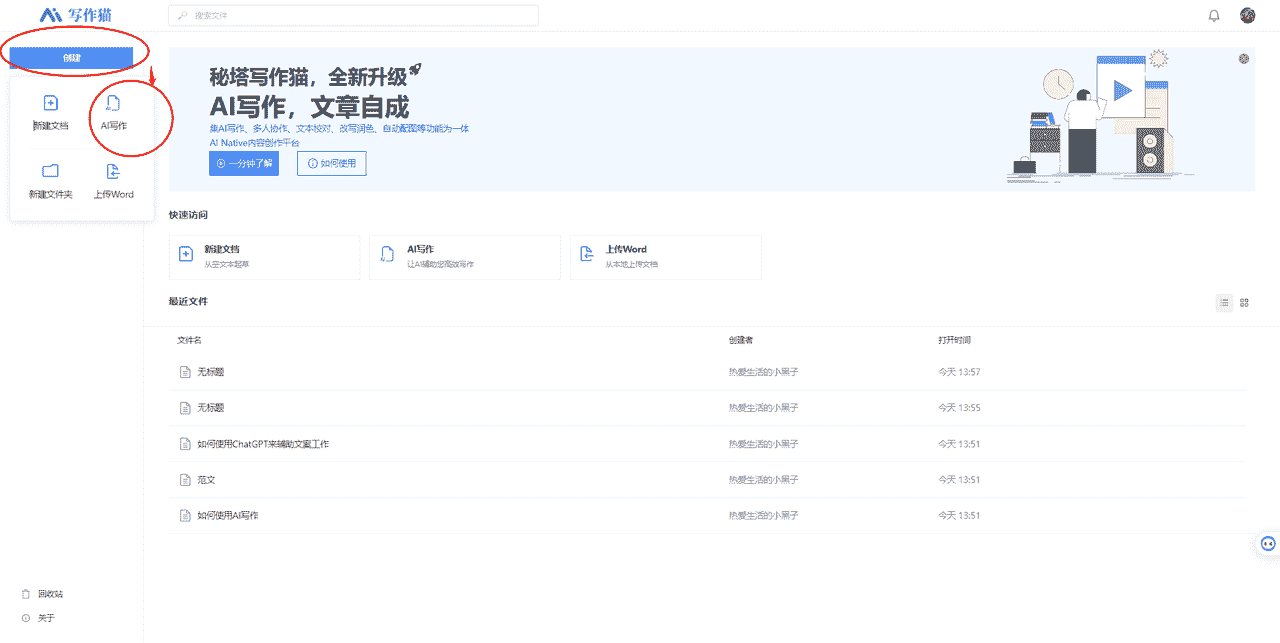 写作猫
搜索文件
创建
新建文档
AI写作
新建文件夹
上传Word
秘塔写作猫，全新升级
AI写作，文章自成
集AI写作、多人协作、文本校对、改写润色、自动配图等功能为一体
AI Native内容创作平台
一分钟了解
如何使用
快速访问
新建文档
从空文本起草
AI写作
让AI辅助您高效写作
上传Word
从本地上传文档
最近文件
文件名 创建者 打开时间
无标题 热爱生活的小黑子 今天 13:57
无标题 热爱生活的小黑子 今天 13:55
如何使用ChatGPT来辅助文案工作 热爱生活的小黑子 今天 13:51
范文 热爱生活的小黑子 今天 13:51
如何使用AI写作 热爱生活的小黑子 今天 13:51
回收站
关于